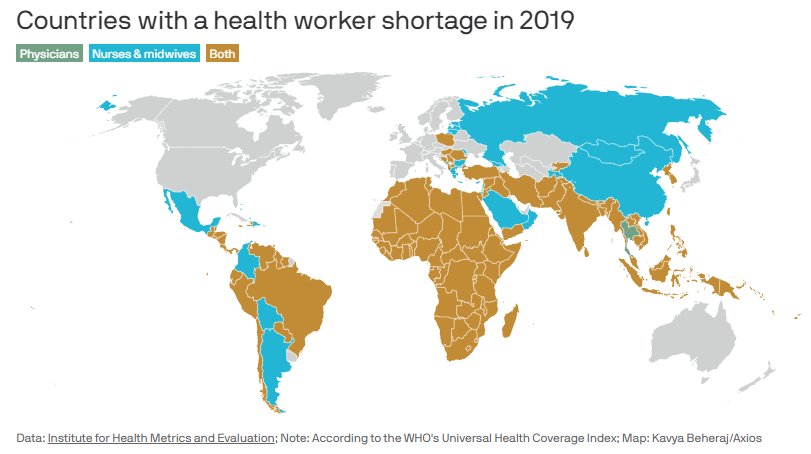 Countries with a health worker shortage in 2019
Physicians Nurses & midwives Both
Data: Institute for Health Metrics and Evaluation; Note: According to the WHO's Universal Health Coverage Index; Map: Kavya Beheraj/Axios